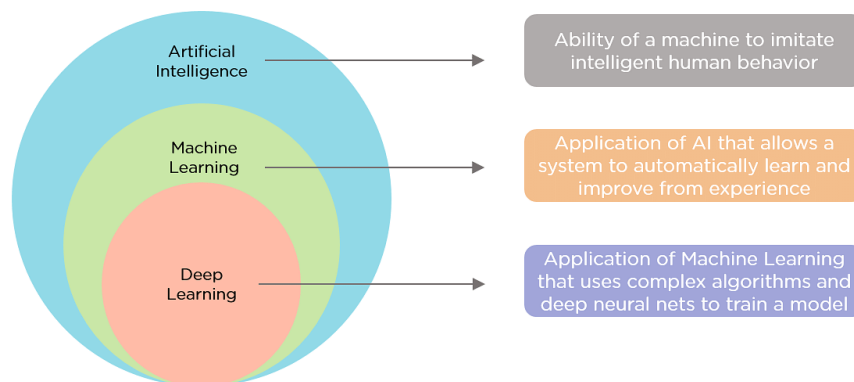 Artificial
Intelligence
Ability of a machine to imitate
intelligent human behavior
Machine
Learning
Application of AI that allows a
system to automatically learn and
improve from experience
Deep
Learning
Application of Machine Learning
that uses complex algorithms and
deep neural nets to train a model